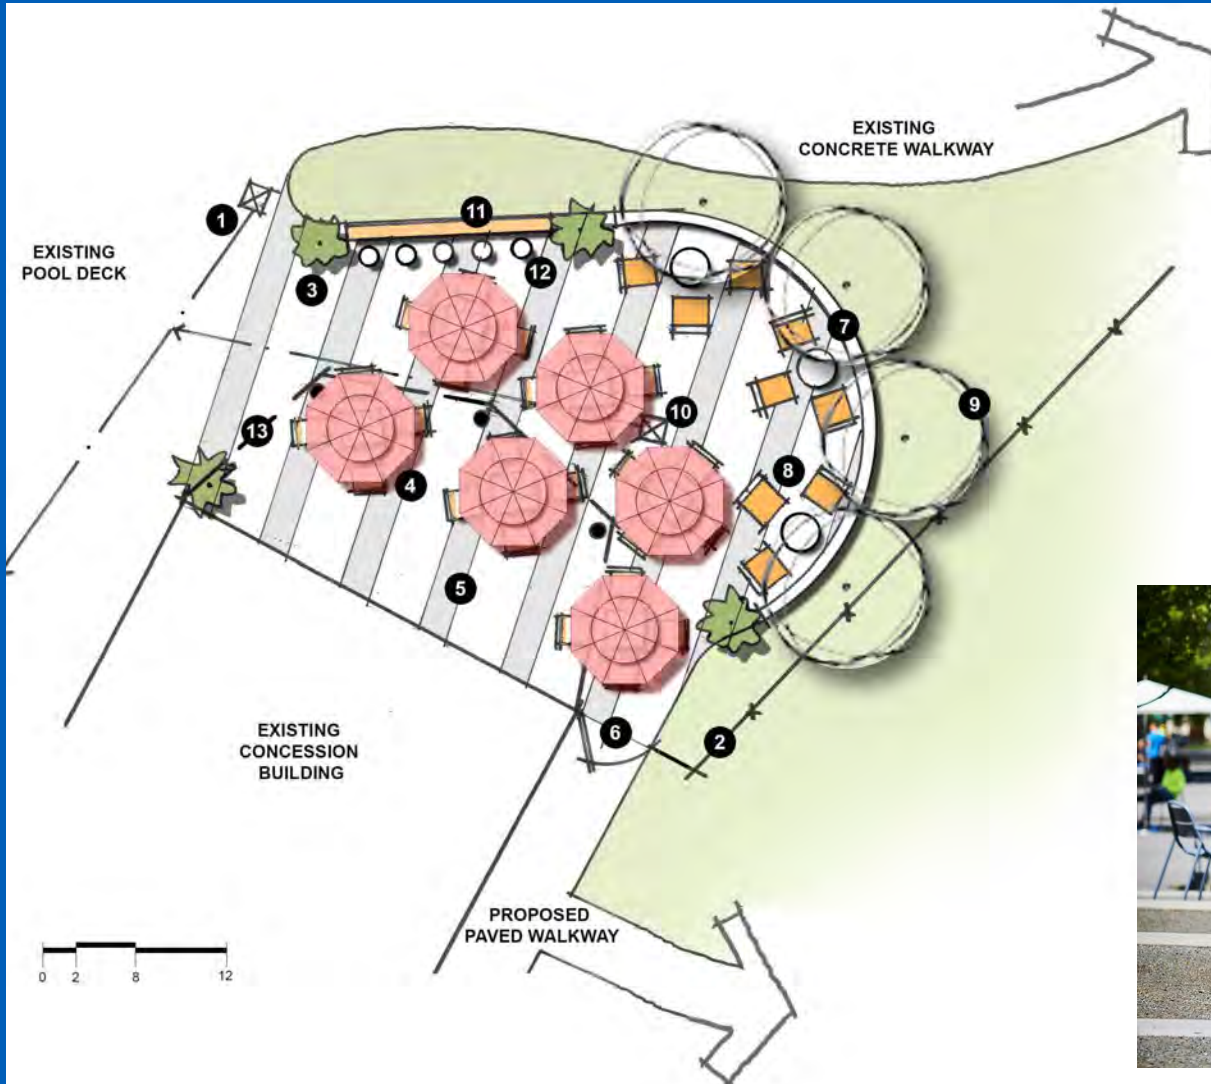 EXISTING
CONCRETE WALKWAY
1
11
EXISTING
POOL DECK
12
3
7
9
10
13
8
4
5
6
2
EXISTING
CONCESSION
BUILDING
PROPOSED
PAVED WALKWAY
0 2 8 12